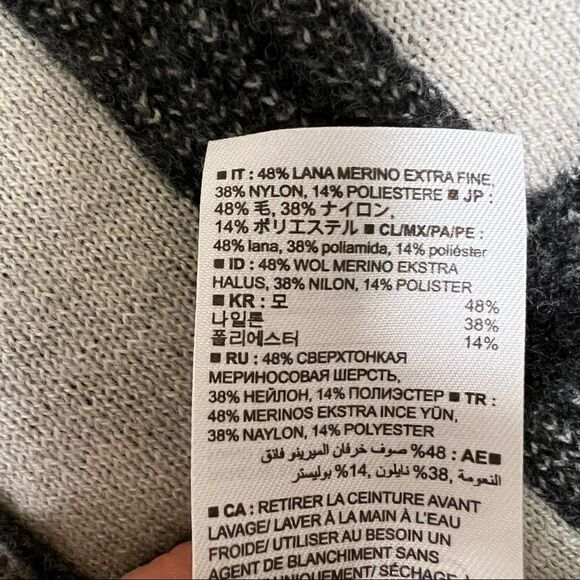 ■ IT : 48% LANA MERINO EXTRA FINE,
38% NYLON, 14% POLIESTERE ■ JP :
48% 毛, 38% ナイロン,
14% ポリエステル ■ CL/MX/PA/PE :
48% lana, 38% poliamida, 14% poliéster
■ ID : 48% WOL MERINO EKSTRA
HALUS, 38% NILON, 14% POLISTER
■ KR : 모 48%
나일론 38%
폴리에스터 14%
■ RU : 48% СВЕРХТОНКАЯ
МЕРИНОСОВАЯ ШЕРСТЬ,
38% НЕЙЛОН, 14% ПОЛИЭСТЕР ■ TR :
48% MERINOS EKSTRA INCE YÜN,
38% NAYLON, 14% POLYESTER
■ AE : 48% صوف خرفان الميرينو فائق
النعومة, 38% نايلون, 14% بوليستر
■ CA : RETIRER LA CEINTURE AVANT
LAVAGE/ LAVER À LA MAIN À L'EAU
FROIDE/ UTILISER AU BESOIN UN
AGENT DE BLANCHIMENT SANS